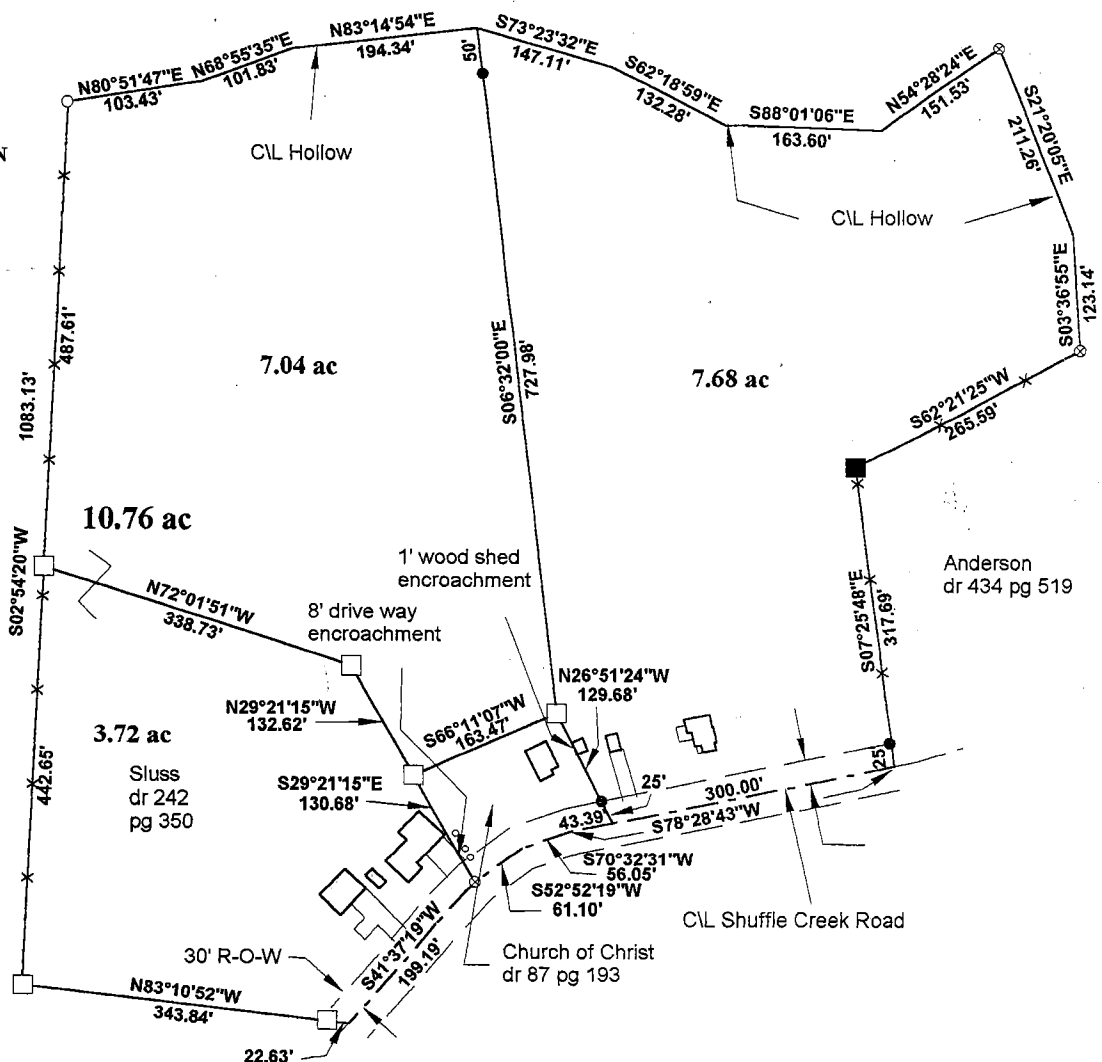 N83°14'54"E
194.34'
N68°55'35"E
101.83'
N80°51'47"E
103.43'
50'
S73°23'32"E
147.11'
S62°18'59"E
132.28'
S88°01'06"E
163.60'
N54°28'24"E
151.53'
S21°20'05"E
211.26'
S03°36'55"E
123.14'
N
C\L Hollow
C\L Hollow
487.61'
1083.13'
S02°54'20"W
7.04 ac
S06°32'00"E
727.98'
7.68 ac
S62°21'25"W
265.59'
10.76 ac
1' wood shed
encroachment
8' drive way
encroachment
Anderson
dr 434 pg 519
S07°25'48"E
317.69'
N72°01'51"W
338.73'
N26°51'24"W
129.68'
N29°21'15"W
132.62'
S66°11'07"W
163.47'
3.72 ac
Sluss
dr 242
pg 350
442.65'
S29°21'15"E
130.68'
25'
25'
300.00'
S78°28'43"W
43.39'
S70°32'31"W
56.05'
S52°52'19"W
61.10'
C\L Shuffle Creek Road
S41°37'19"W
199.19'
30' R-O-W
Church of Christ
dr 87 pg 193
N83°10'52"W
343.84'
22.63'